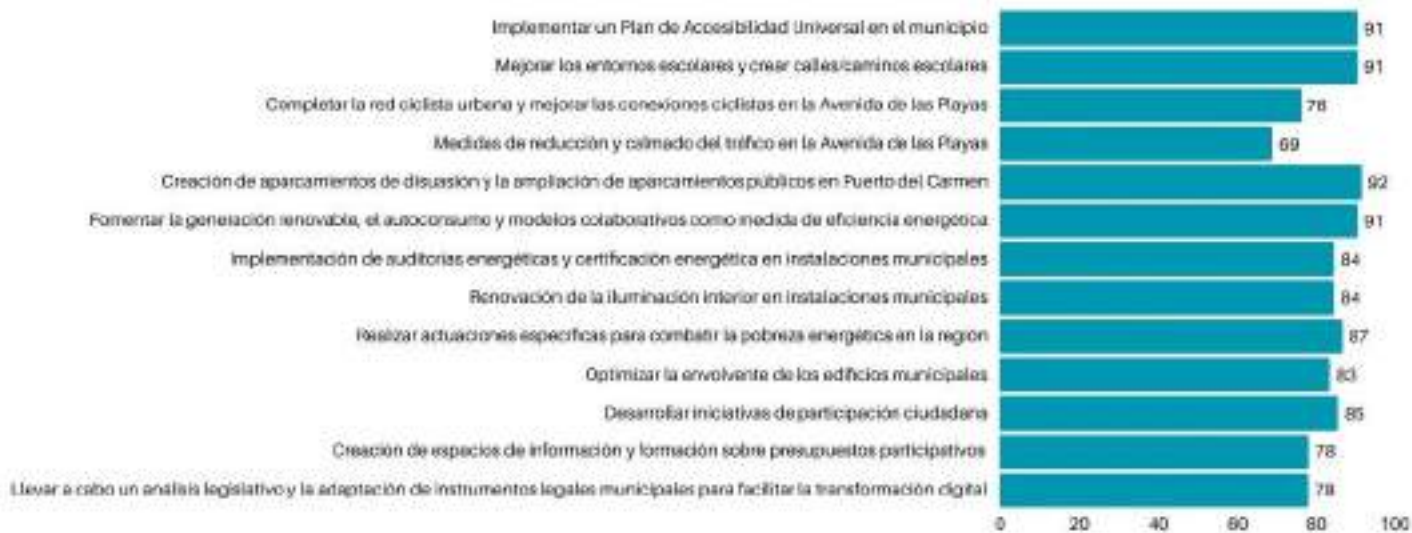 Implementar un Plan de Accesibilidad Universal en el municipio 91
Mejorar los entornos escolares y crear calles/caminos escolares 91
Completar la red ciclista urbana y mejorar las conexiones ciclistas en la Avenida de las Playas 76
Medidas de reducción y calmado del tráfico en la Avenida de las Playas 69
Creación de aparcamientos de disuasión y la ampliación de aparcamientos públicos en Puerto del Carmen 92
Fomentar la generación renovable, el autoconsumo y modelos colaborativos como medida de eficiencia energética 91
Implementación de auditorías energéticas y certificación energética en instalaciones municipales 84
Renovación de la iluminación interior en instalaciones municipales 84
Realizar actuaciones específicas para combatir la pobreza energética en la región 87
Optimizar la envolvente de los edificios municipales 83
Desarrollar iniciativas de participación ciudadana 85
Creación de espacios de información y formación sobre presupuestos participativos 78
Llevar a cabo un análisis legislativo y la adaptación de instrumentos legales municipales para facilitar la transformación digital 78
0 20 40 60 80 100